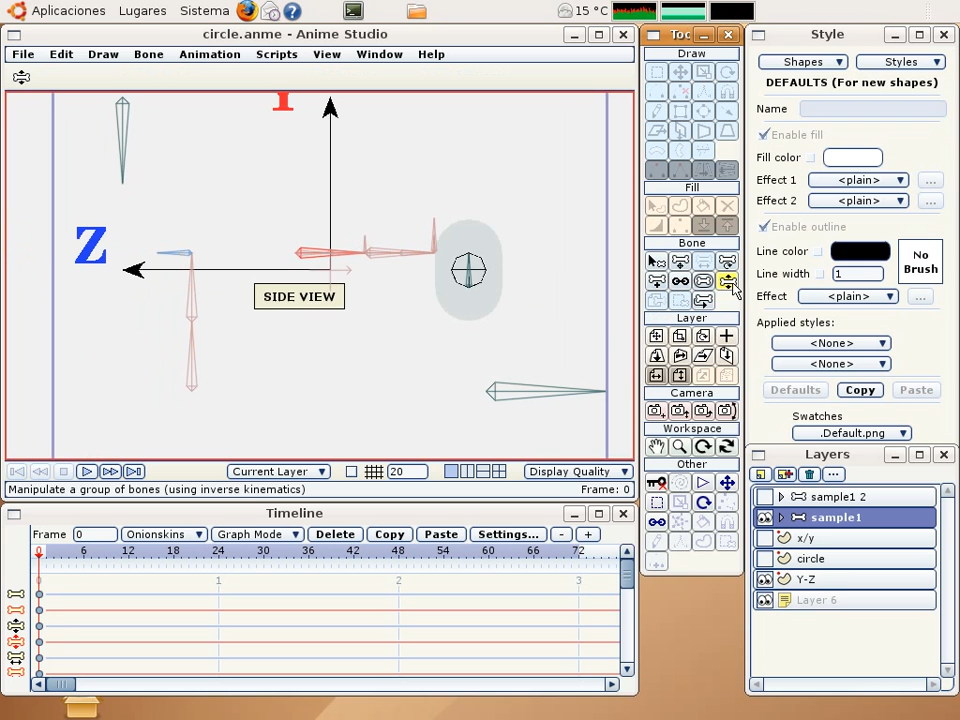 Aplicaciones Lugares Sistema
15 °C
circle.anme - Anime Studio
File Edit Draw Bone Animation Scripts View Window Help
Y
Z
SIDE VIEW
Current Layer
20
Display Quality
Manipulate a group of bones (using inverse kinematics)
Frame: 0
Timeline
Frame 0 Onionskins Graph Mode Delete Copy Paste Settings... - +
0 6 12 18 24 30 36 42 48 54 60 66 72
0 1 2 3
Too
Draw
Fill
Bone
Layer
Camera
Workspace
Other
Style
Shapes Styles
DEFAULTS (For new shapes)
Name
Enable fill
Fill color
Effect 1 <plain> ...
Effect 2 <plain> ...
Enable outline
Line color
Line width 1
No Brush
Effect <plain> ...
Applied styles:
<None>
<None>
Defaults Copy Paste
Swatches
.Default.png
Layers
sample1 2
sample1
x/y
circle
Y-Z
Layer 6